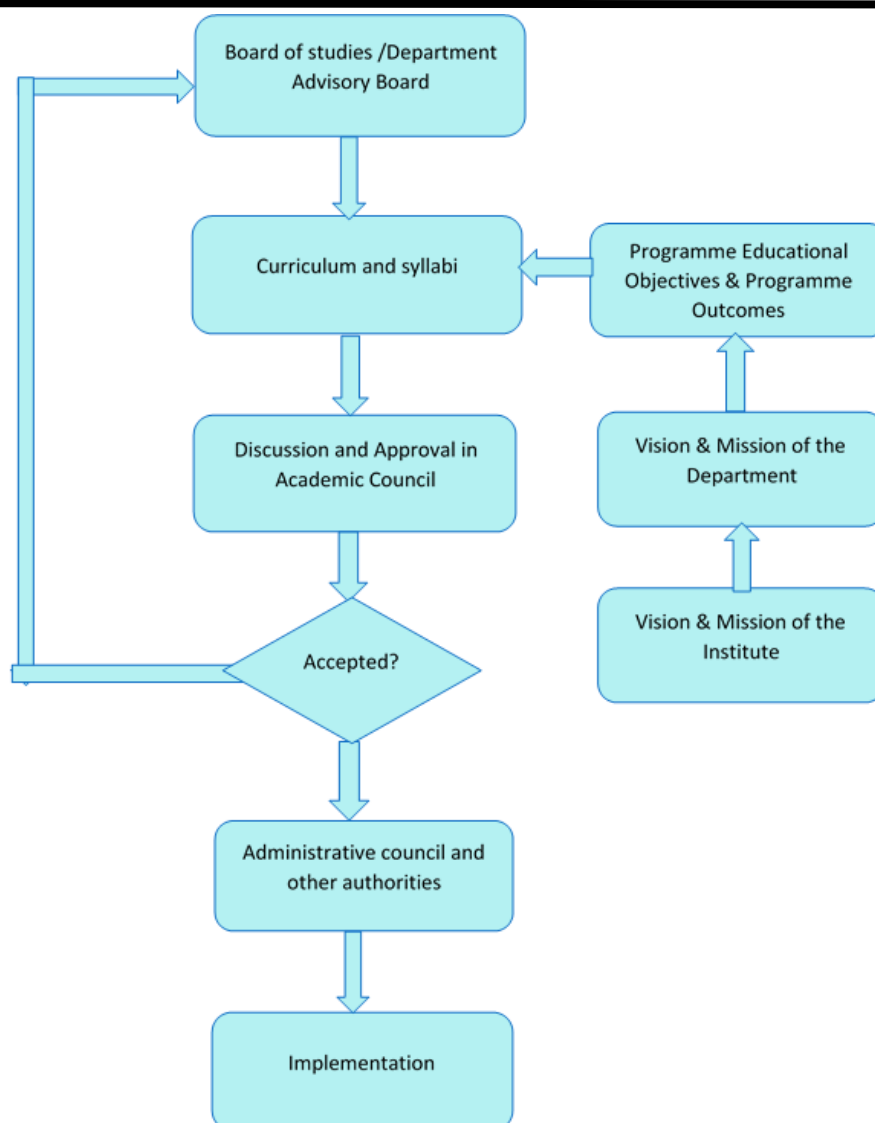 Board of studies /Department
Advisory Board
Curriculum and syllabi
Programme Educational
Objectives & Programme
Outcomes
Discussion and Approval in
Academic Council
Vision & Mission of the
Department
Vision & Mission of the
Institute
Accepted?
Administrative council and
other authorities
Implementation